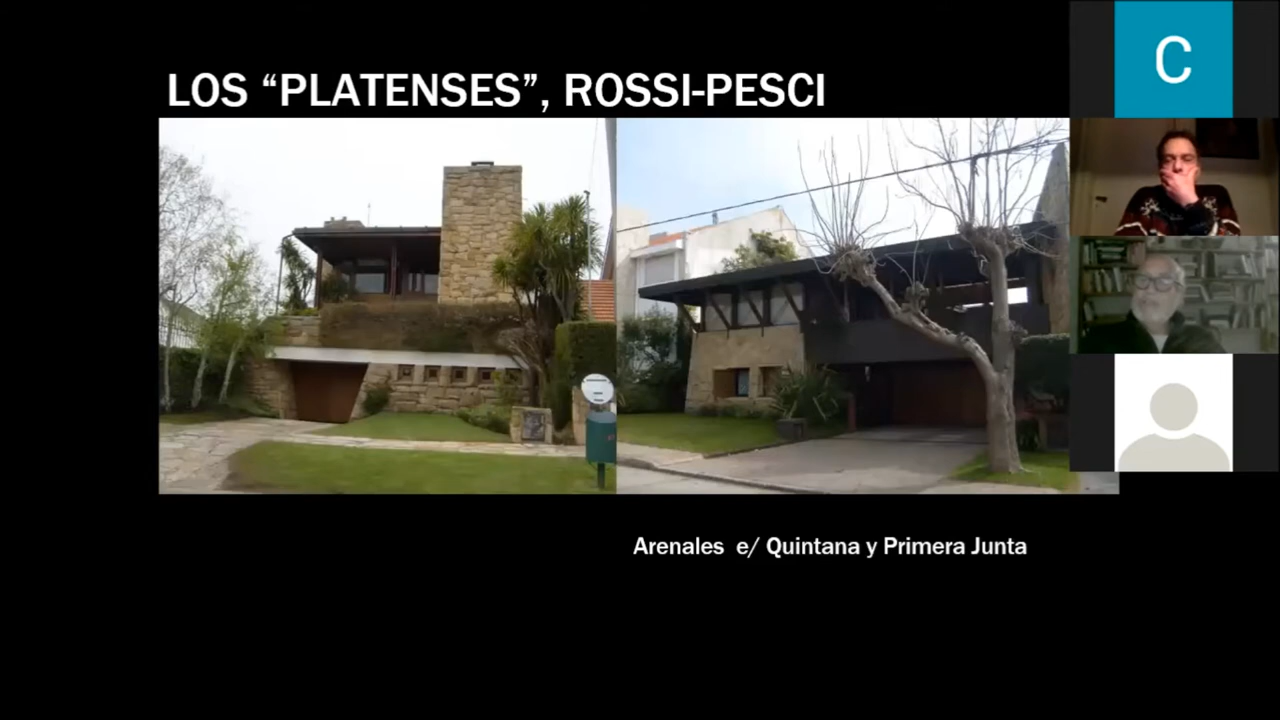 LOS “PLATENSES”, ROSSI-PESCI
C
Arenales e/ Quintana y Primera Junta